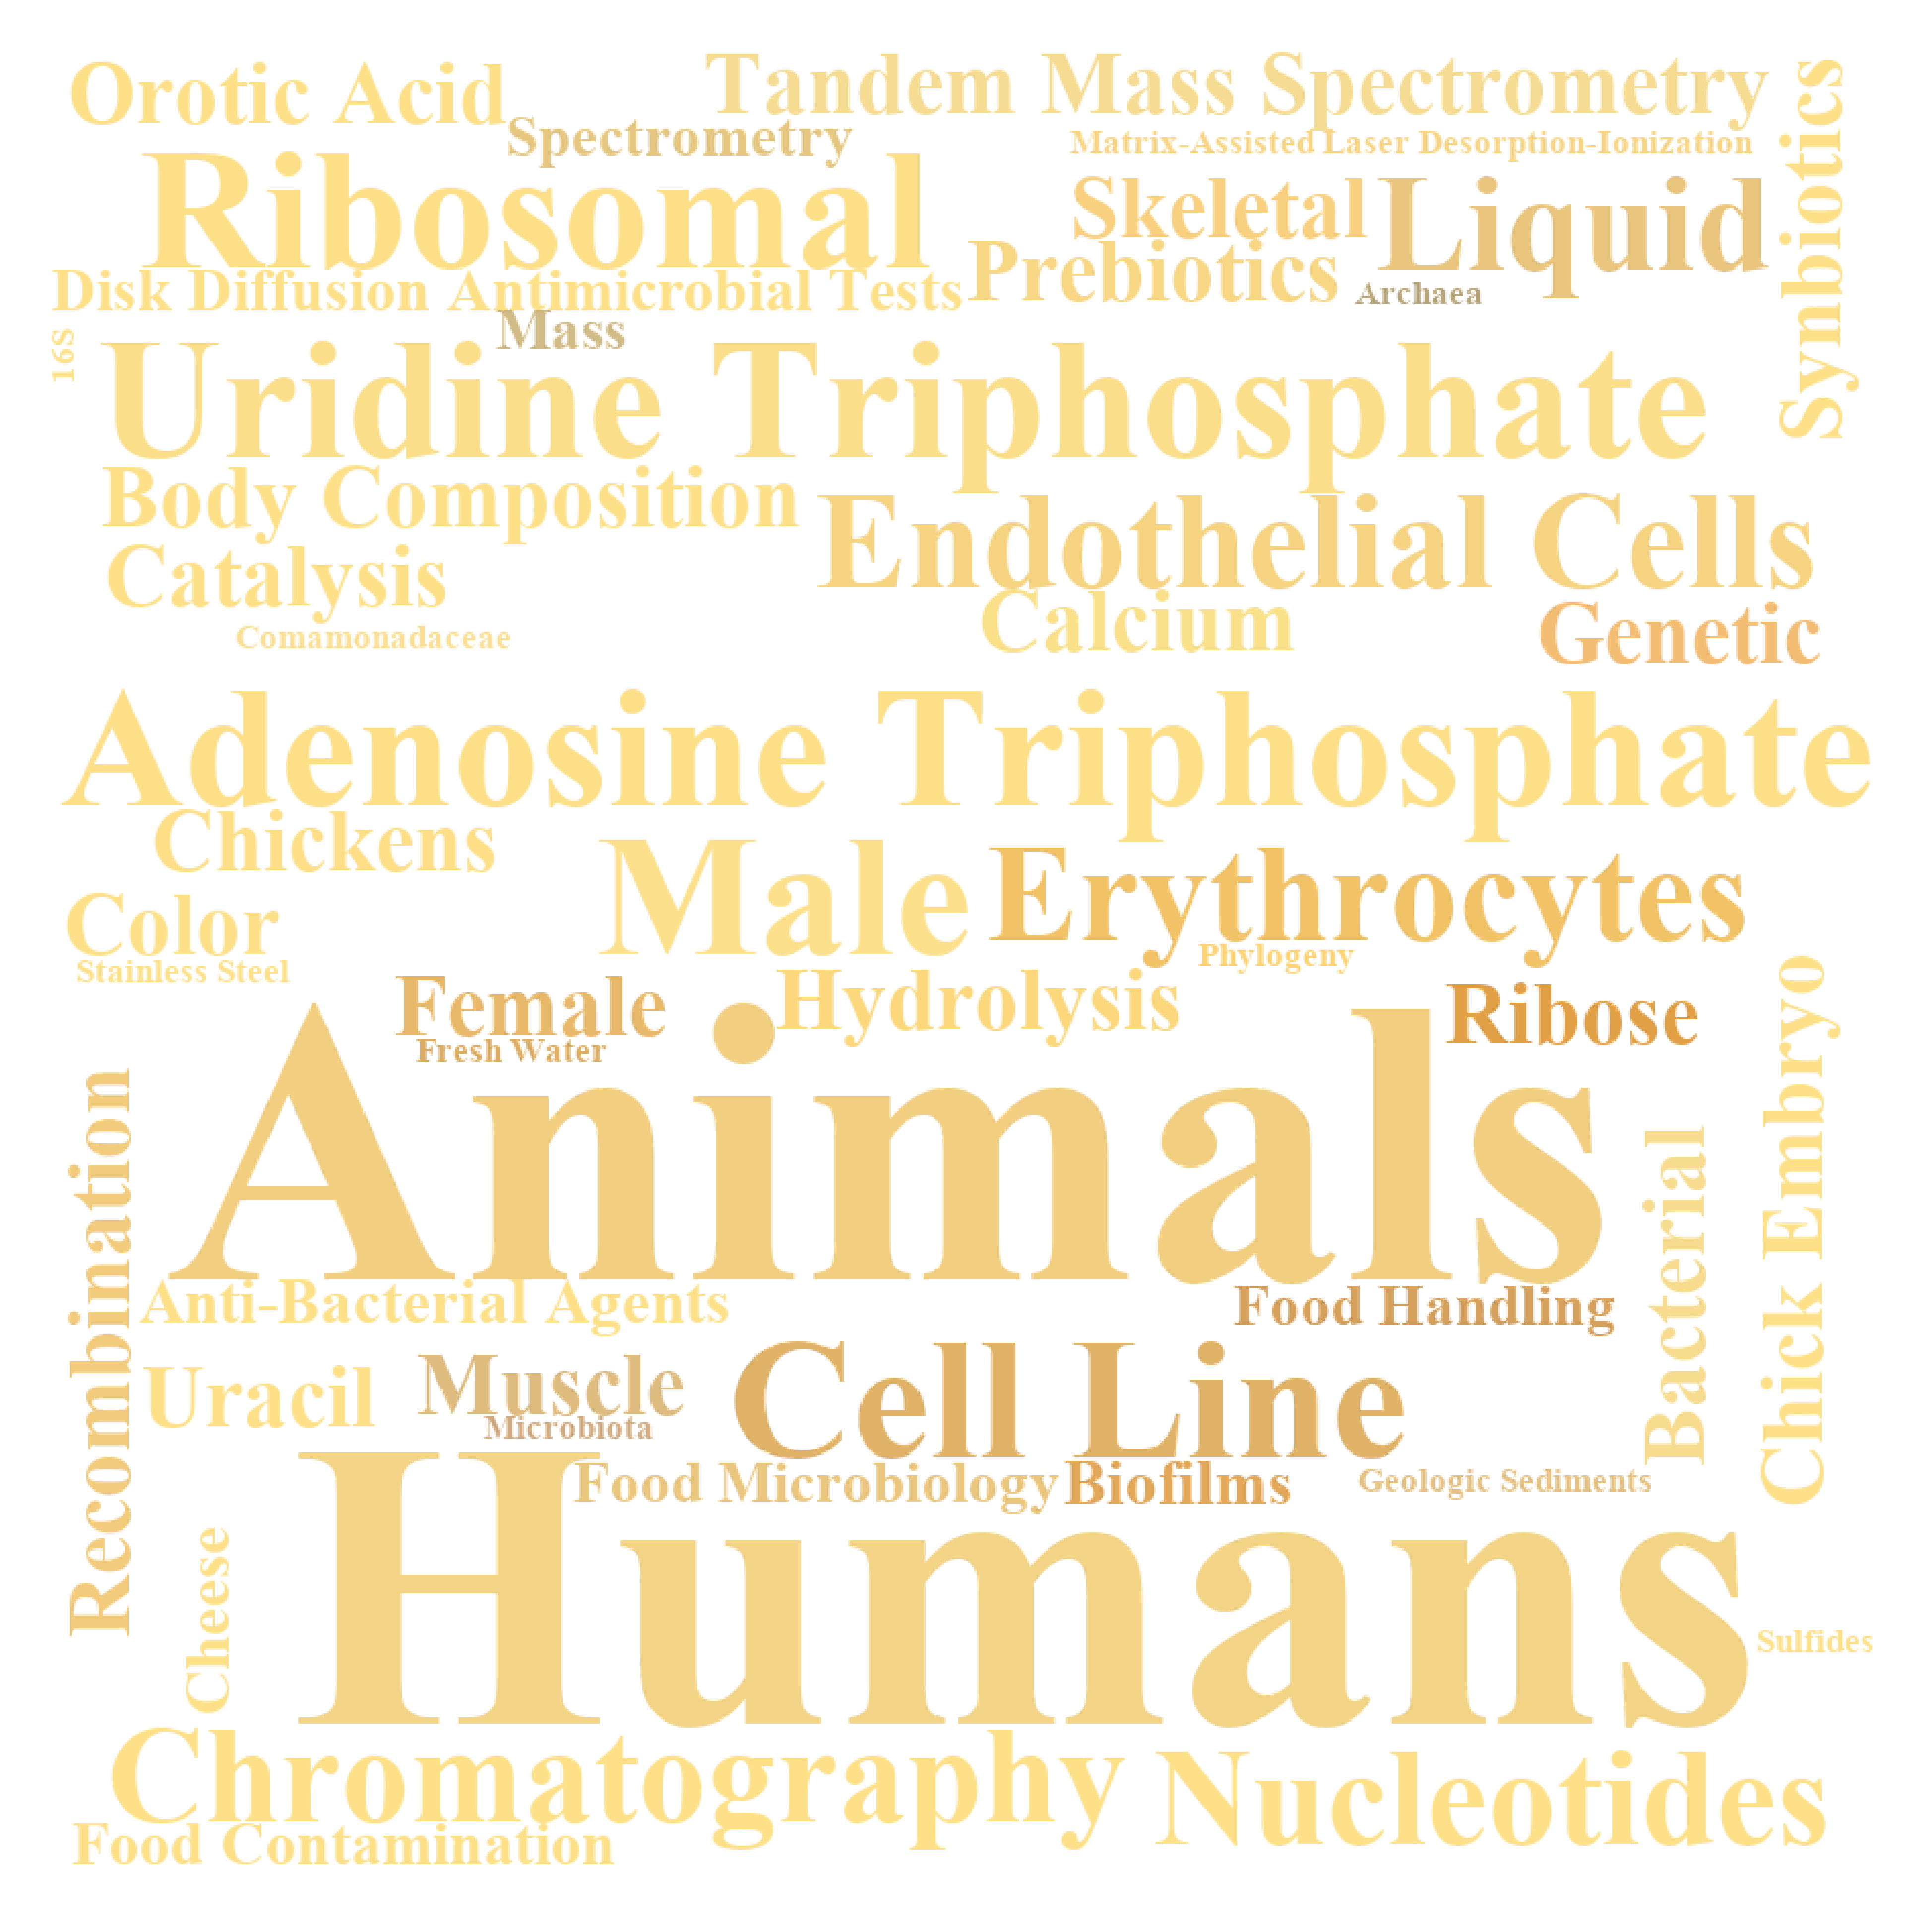 Orotic Acid
Tandem Mass Spectrometry
Spectrometry
Matrix-Assisted Laser Desorption-Ionization
Synbiotics
Ribosomal
Skeletal
Liquid
Prebiotics
Disk Diffusion Antimicrobial Tests
Archaea
Mass
16S
Uridine Triphosphate
Body Composition
Endothelial Cells
Catalysis
Calcium
Genetic
Comamonadaceae
Adenosine Triphosphate
Chickens
Male
Erythrocytes
Color
Phylogeny
Stainless Steel
Female
Hydrolysis
Ribose
Fresh Water
Chick Embryo
Animals
Recombination
Bacterial
Anti-Bacterial Agents
Food Handling
Uracil
Muscle
Cell Line
Microbiota
Food Microbiology
Biofilms
Geologic Sediments
Humans
Cheese
Sulfides
Chromatography
Nucleotides
Food Contamination